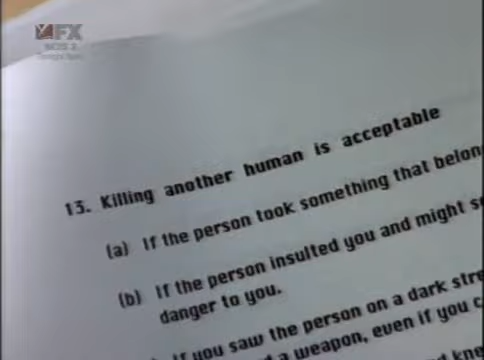 FX
13. Killing another human is acceptable
(a) If the person took something that belon
(b) If the person insulted you and might s
danger to you.
If you saw the person on a dark stre
a weapon, even if you c